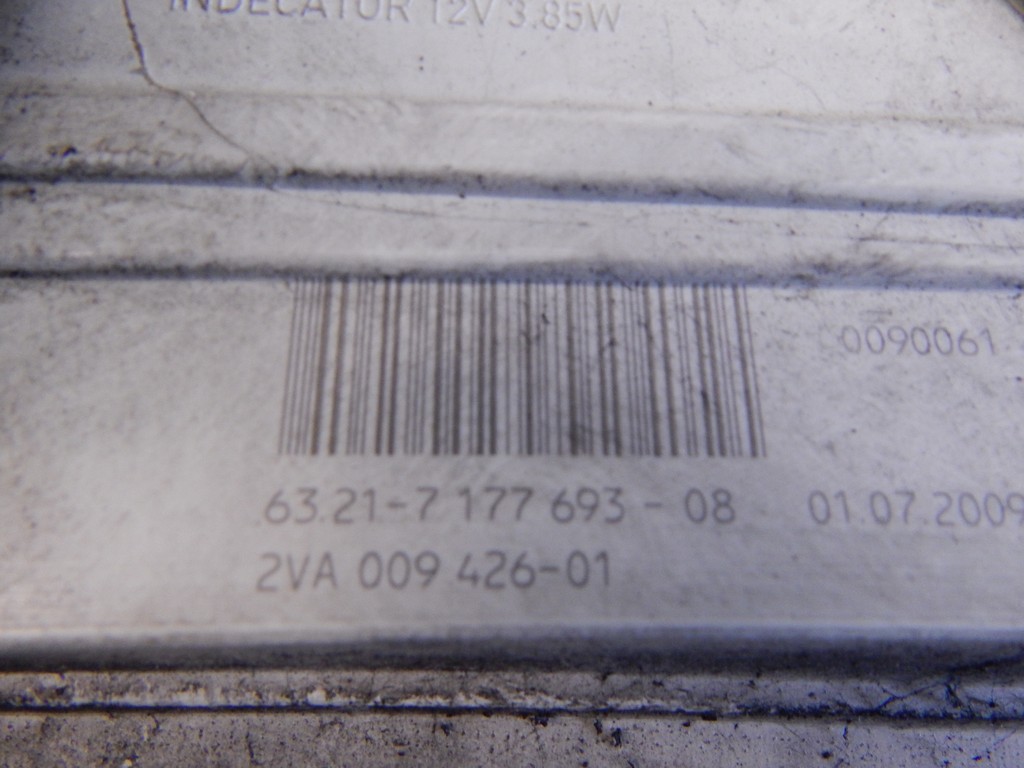 INDECATOR 12V 3.85W
0090061
63.21-7 177 693-08 01.07.2009
2VA 009 426-01